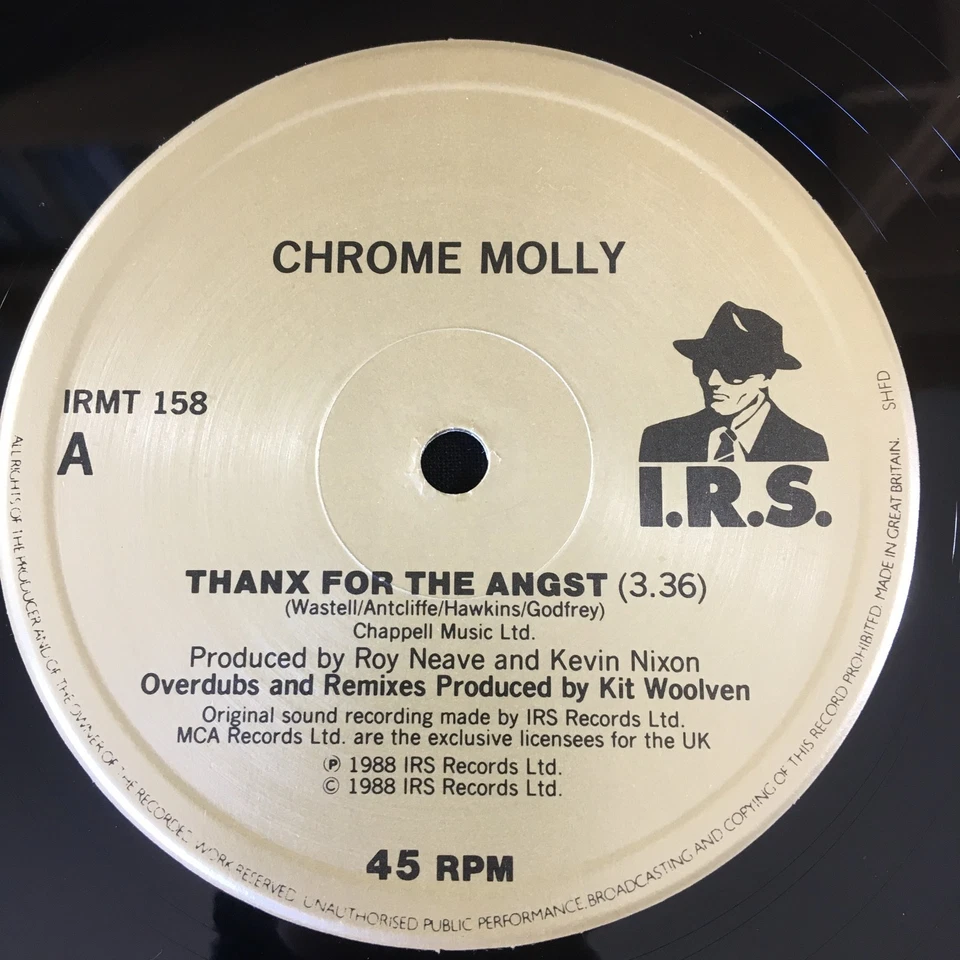 CHROME MOLLY
IRMT 158
A
I.R.S.
SHFD
THANX FOR THE ANGST (3.36)
(Wastell/Antcliffe/Hawkins/Godfrey)
Chappell Music Ltd.
Produced by Roy Neave and Kevin Nixon
Overdubs and Remixes Produced by Kit Woolven
Original sound recording made by IRS Records Ltd.
MCA Records Ltd. are the exclusive licensees for the UK
Ⓟ 1988 IRS Records Ltd.
© 1988 IRS Records Ltd.
45 RPM
ALL RIGHTS OF THE PRODUCER AND OF THE OWNER OF THE RECORDED WORK RESERVED. UNAUTHORISED PUBLIC PERFORMANCE, BROADCASTING AND COPYING OF THIS RECORD PROHIBITED. MADE IN GREAT BRITAIN.